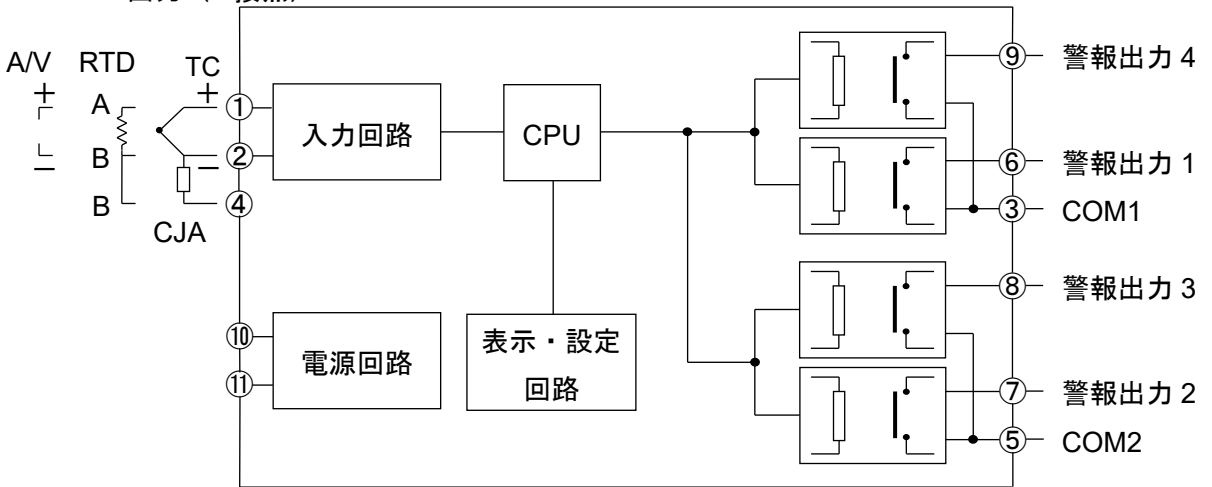 A/V RTD TC
+ +
A
B
B
− −
CJA
①
②
④
⑩
⑪
入力回路
CPU
電源回路
表示・設定
回路
⑨ 警報出力 4
⑥ 警報出力 1
③ COM1
⑧ 警報出力 3
⑦ 警報出力 2
⑤ COM2